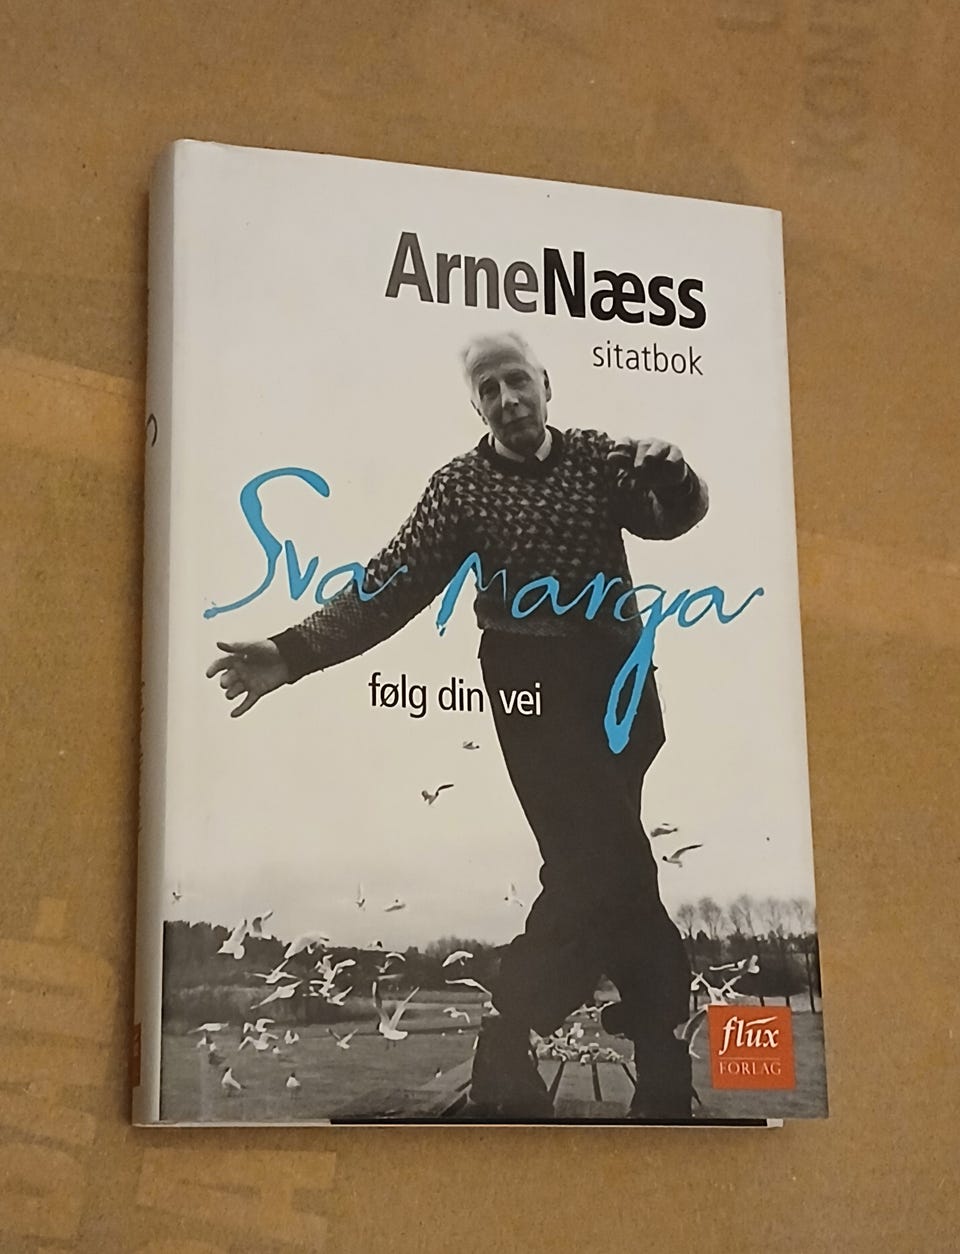 ArneNæss
sitatbok
Sva Marga
følg din vei
flux
FORLAG